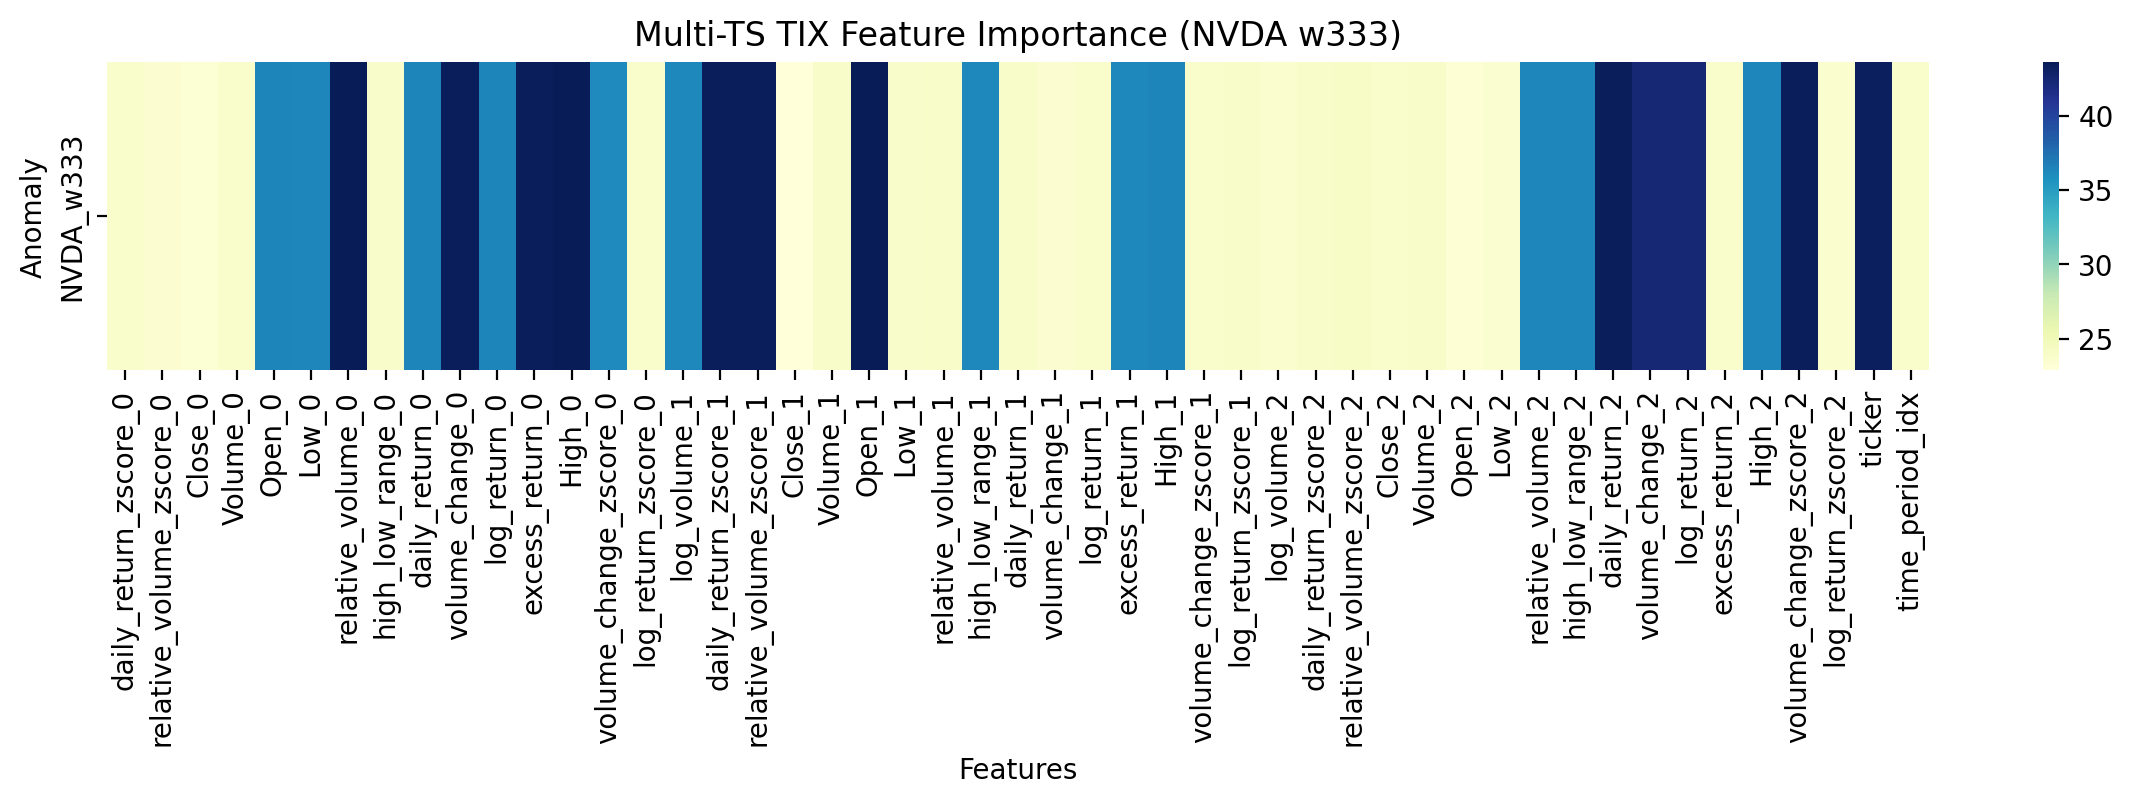 Multi-TS TIX Feature Importance (NVDA w333)
Anomaly
NVDA_w333
40
35
30
25
daily_return_zscore_0
relative_volume_zscore_0
Close_0
Volume_0
Open_0
Low_0
relative_volume_0
high_low_range_0
daily_return_0
volume_change_0
log_return_0
excess_return_0
High_0
volume_change_zscore_0
log_return_zscore_0
log_volume_1
daily_return_zscore_1
relative_volume_zscore_1
Close_1
Volume_1
Open_1
Low_1
relative_volume_1
high_low_range_1
daily_return_1
volume_change_1
log_return_1
excess_return_1
High_1
volume_change_zscore_1
log_return_zscore_1
log_volume_2
daily_return_zscore_2
relative_volume_zscore_2
Close_2
Volume_2
Open_2
Low_2
relative_volume_2
high_low_range_2
daily_return_2
volume_change_2
log_return_2
excess_return_2
High_2
volume_change_zscore_2
log_return_zscore_2
ticker
time_period_idx
Features